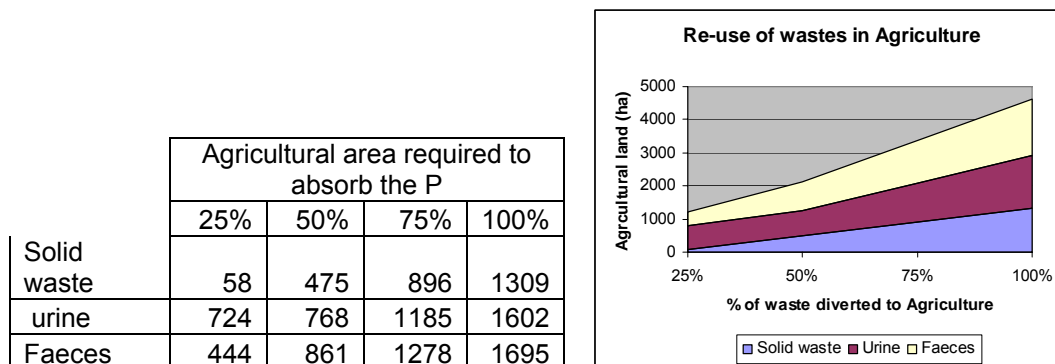 Agricultural area required to
absorb the P
25% 50% 75% 100%
Solid
waste 58 475 896 1309
urine 724 768 1185 1602
Faeces 444 861 1278 1695
Re-use of wastes in Agriculture
Agricultural land (ha)
5000
4000
3000
2000
1000
0
25% 50% 75% 100%
% of waste diverted to Agriculture
Solid waste Urine Faeces